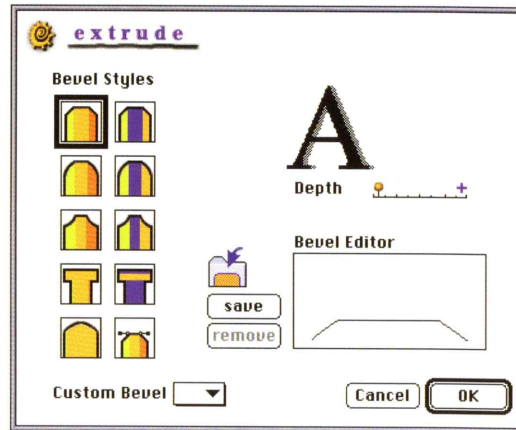 extrude
Bevel Styles
A
Depth
+
Bevel Editor
save
remove
Custom Bevel
Cancel
OK